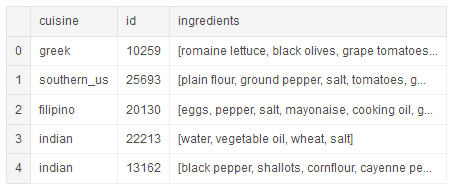 cuisine id ingredients
0 greek 10259 [romaine lettuce, black olives, grape tomatoes...
1 southern_us 25693 [plain flour, ground pepper, salt, tomatoes, g...
2 filipino 20130 [eggs, pepper, salt, mayonaise, cooking oil, g...
3 indian 22213 [water, vegetable oil, wheat, salt]
4 indian 13162 [black pepper, shallots, cornflour, cayenne pe...